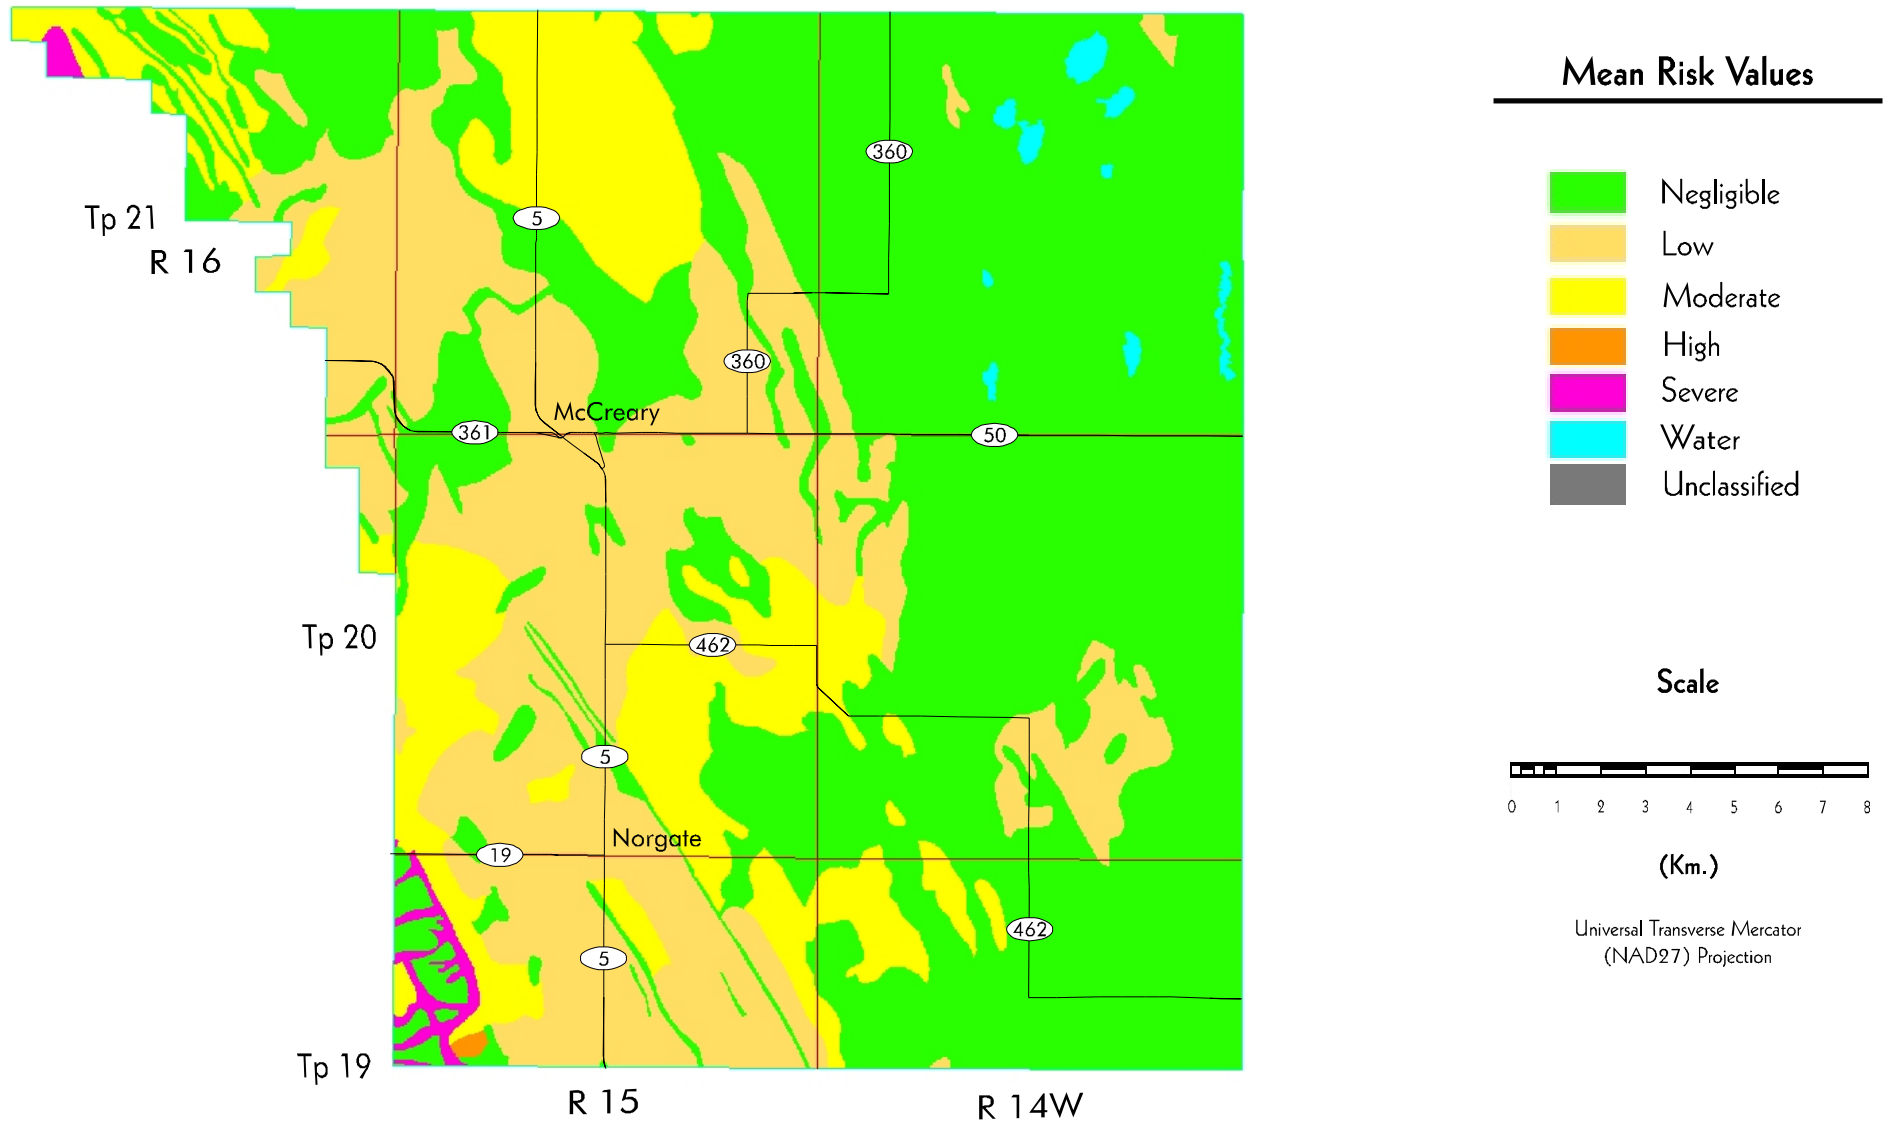 Mean Risk Values
Negligible
Low
Moderate
High
Severe
Water
Unclassified
Scale
0 1 2 3 4 5 6 7 8
(Km.)
Universal Transverse Mercator
(NAD27) Projection
360
Tp 21
5
R 16
360
McCreary
361
50
Tp 20
462
5
Norgate
19
462
5
Tp 19
R 15
R 14W